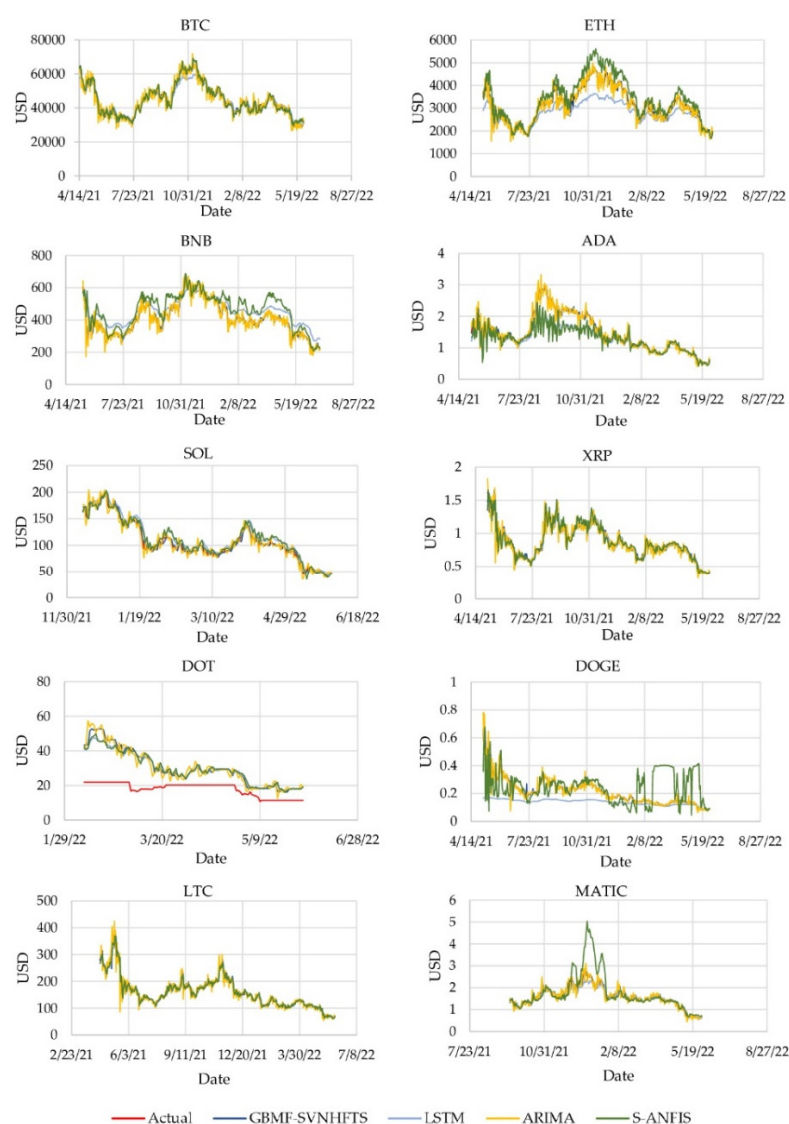 BTC
80000
60000
40000
20000
0
USD
4/14/21 7/23/21 10/31/21 2/8/22 5/19/22 8/27/22
Date
ETH
6000
5000
4000
3000
2000
1000
0
USD
4/14/21 7/23/21 10/31/21 2/8/22 5/19/22 8/27/22
Date
BNB
800
600
400
200
0
USD
4/14/21 7/23/21 10/31/21 2/8/22 5/19/22 8/27/22
Date
ADA
4
3
2
1
0
USD
4/14/21 7/23/21 10/31/21 2/8/22 5/19/22 8/27/22
Date
SOL
250
200
150
100
50
0
USD
11/30/21 1/19/22 3/10/22 4/29/22 6/18/22
Date
XRP
2
1.5
1
0.5
0
USD
4/14/21 7/23/21 10/31/21 2/8/22 5/19/22 8/27/22
Date
DOT
80
60
40
20
0
USD
1/29/22 3/20/22 5/9/22 6/28/22
Date
DOGE
1
0.8
0.6
0.4
0.2
0
USD
4/14/21 7/23/21 10/31/21 2/8/22 5/19/22 8/27/22
Date
LTC
500
400
300
200
100
0
USD
2/23/21 6/3/21 9/11/21 12/20/21 3/30/22 7/8/22
Date
MATIC
6
5
4
3
2
1
0
USD
7/23/21 10/31/21 2/8/22 5/19/22 8/27/22
Date
Actual GBMF-SVNHFTS LSTM ARIMA S-ANFIS